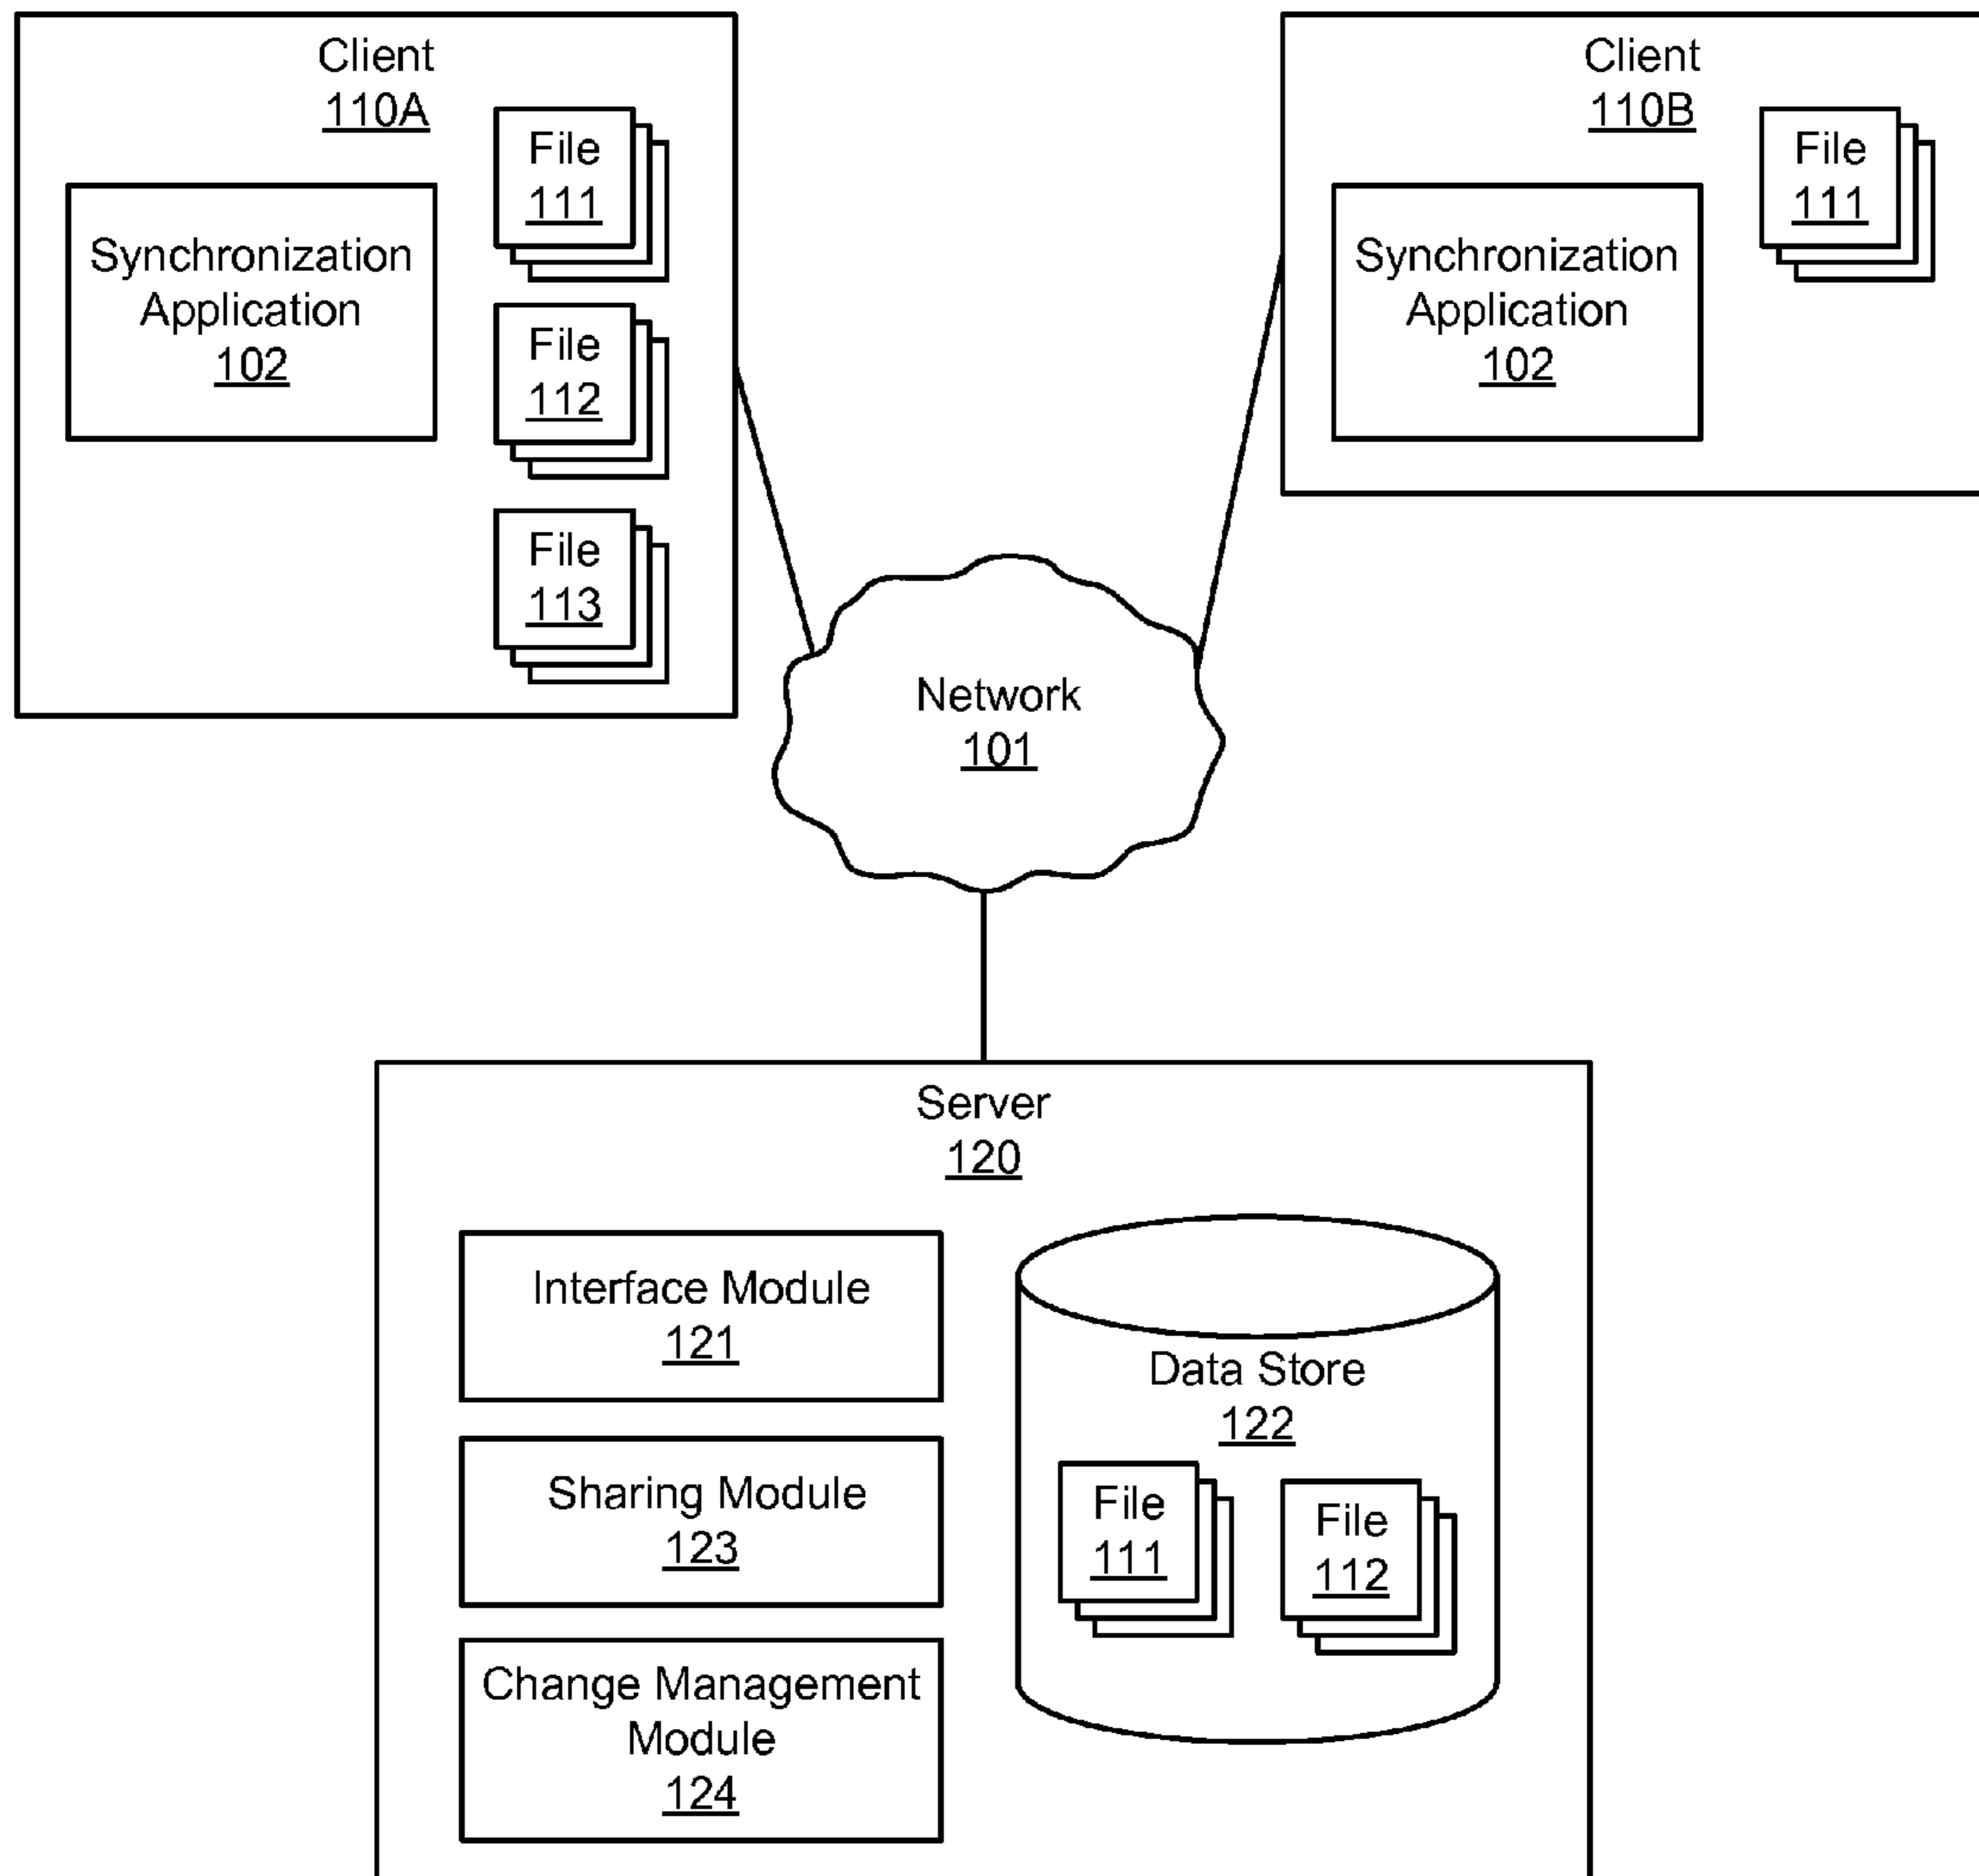 Client
110A
File
111
Synchronization
Application
102
File
112
File
113
Client
110B
File
111
Synchronization
Application
102
Network
101
Server
120
Interface Module
121
Sharing Module
123
Change Management
Module
124
Data Store
122
File
111
File
112